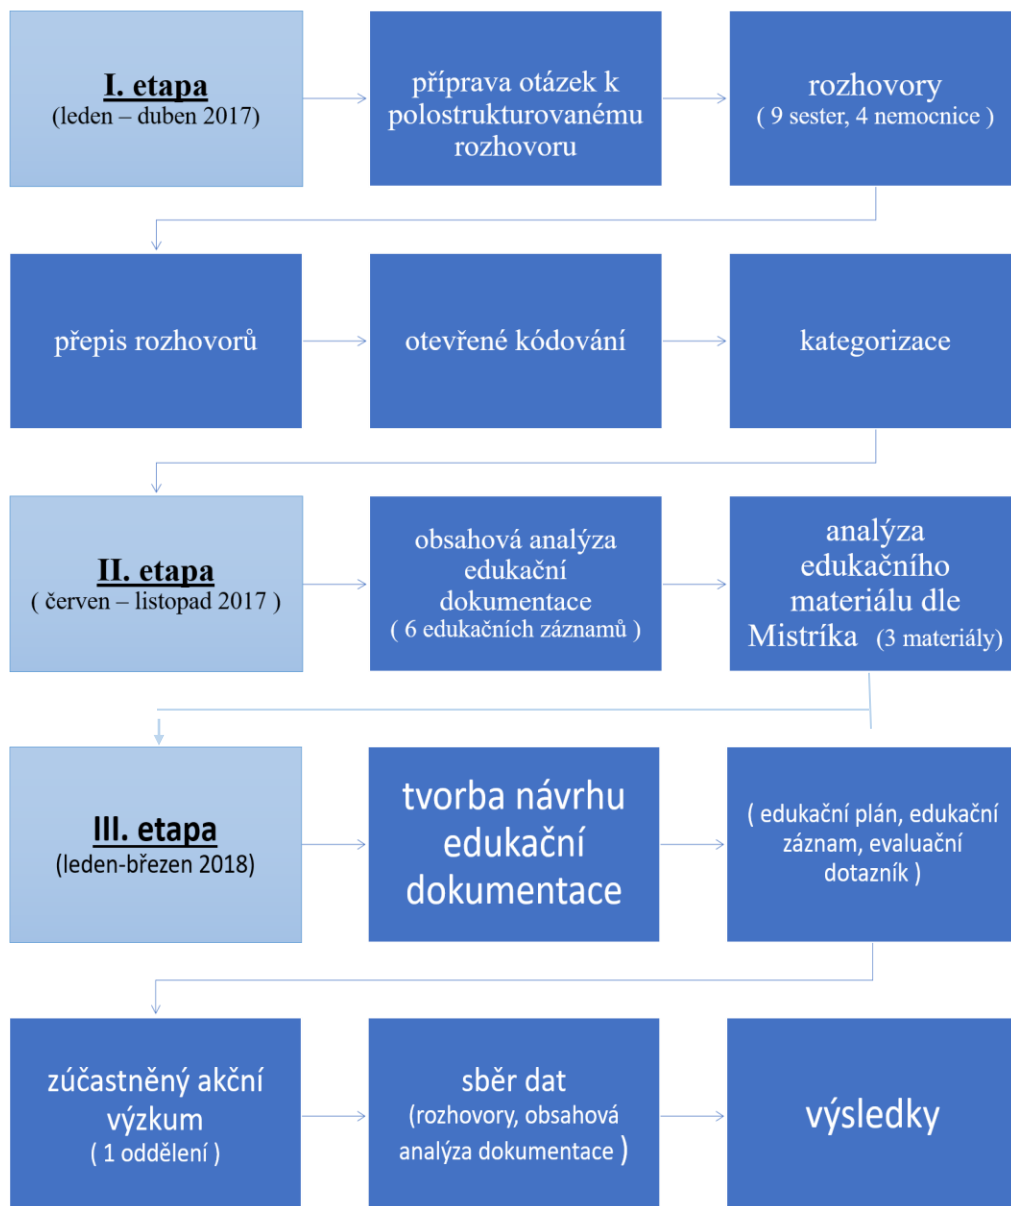 I. etapa
(leden – duben 2017)
příprava otázek k
polostrukturovanému
rozhovoru
rozhovory
( 9 sester, 4 nemocnice )
přepis rozhovorů
otevřené kódování
kategorizace
II. etapa
( červen – listopad 2017 )
obsahová analýza
edukační
dokumentace
( 6 edukačních záznamů )
analýza
edukačního
materiálu dle
Mistríka (3 materiály)
III. etapa
(leden-březen 2018)
tvorba návrhu
edukační
dokumentace
( edukační plán, edukační
záznam, evaluační
dotazník )
zúčastněný akční
výzkum
( 1 oddělení )
sběr dat
(rozhovory, obsahová
analýza dokumentace )
výsledky